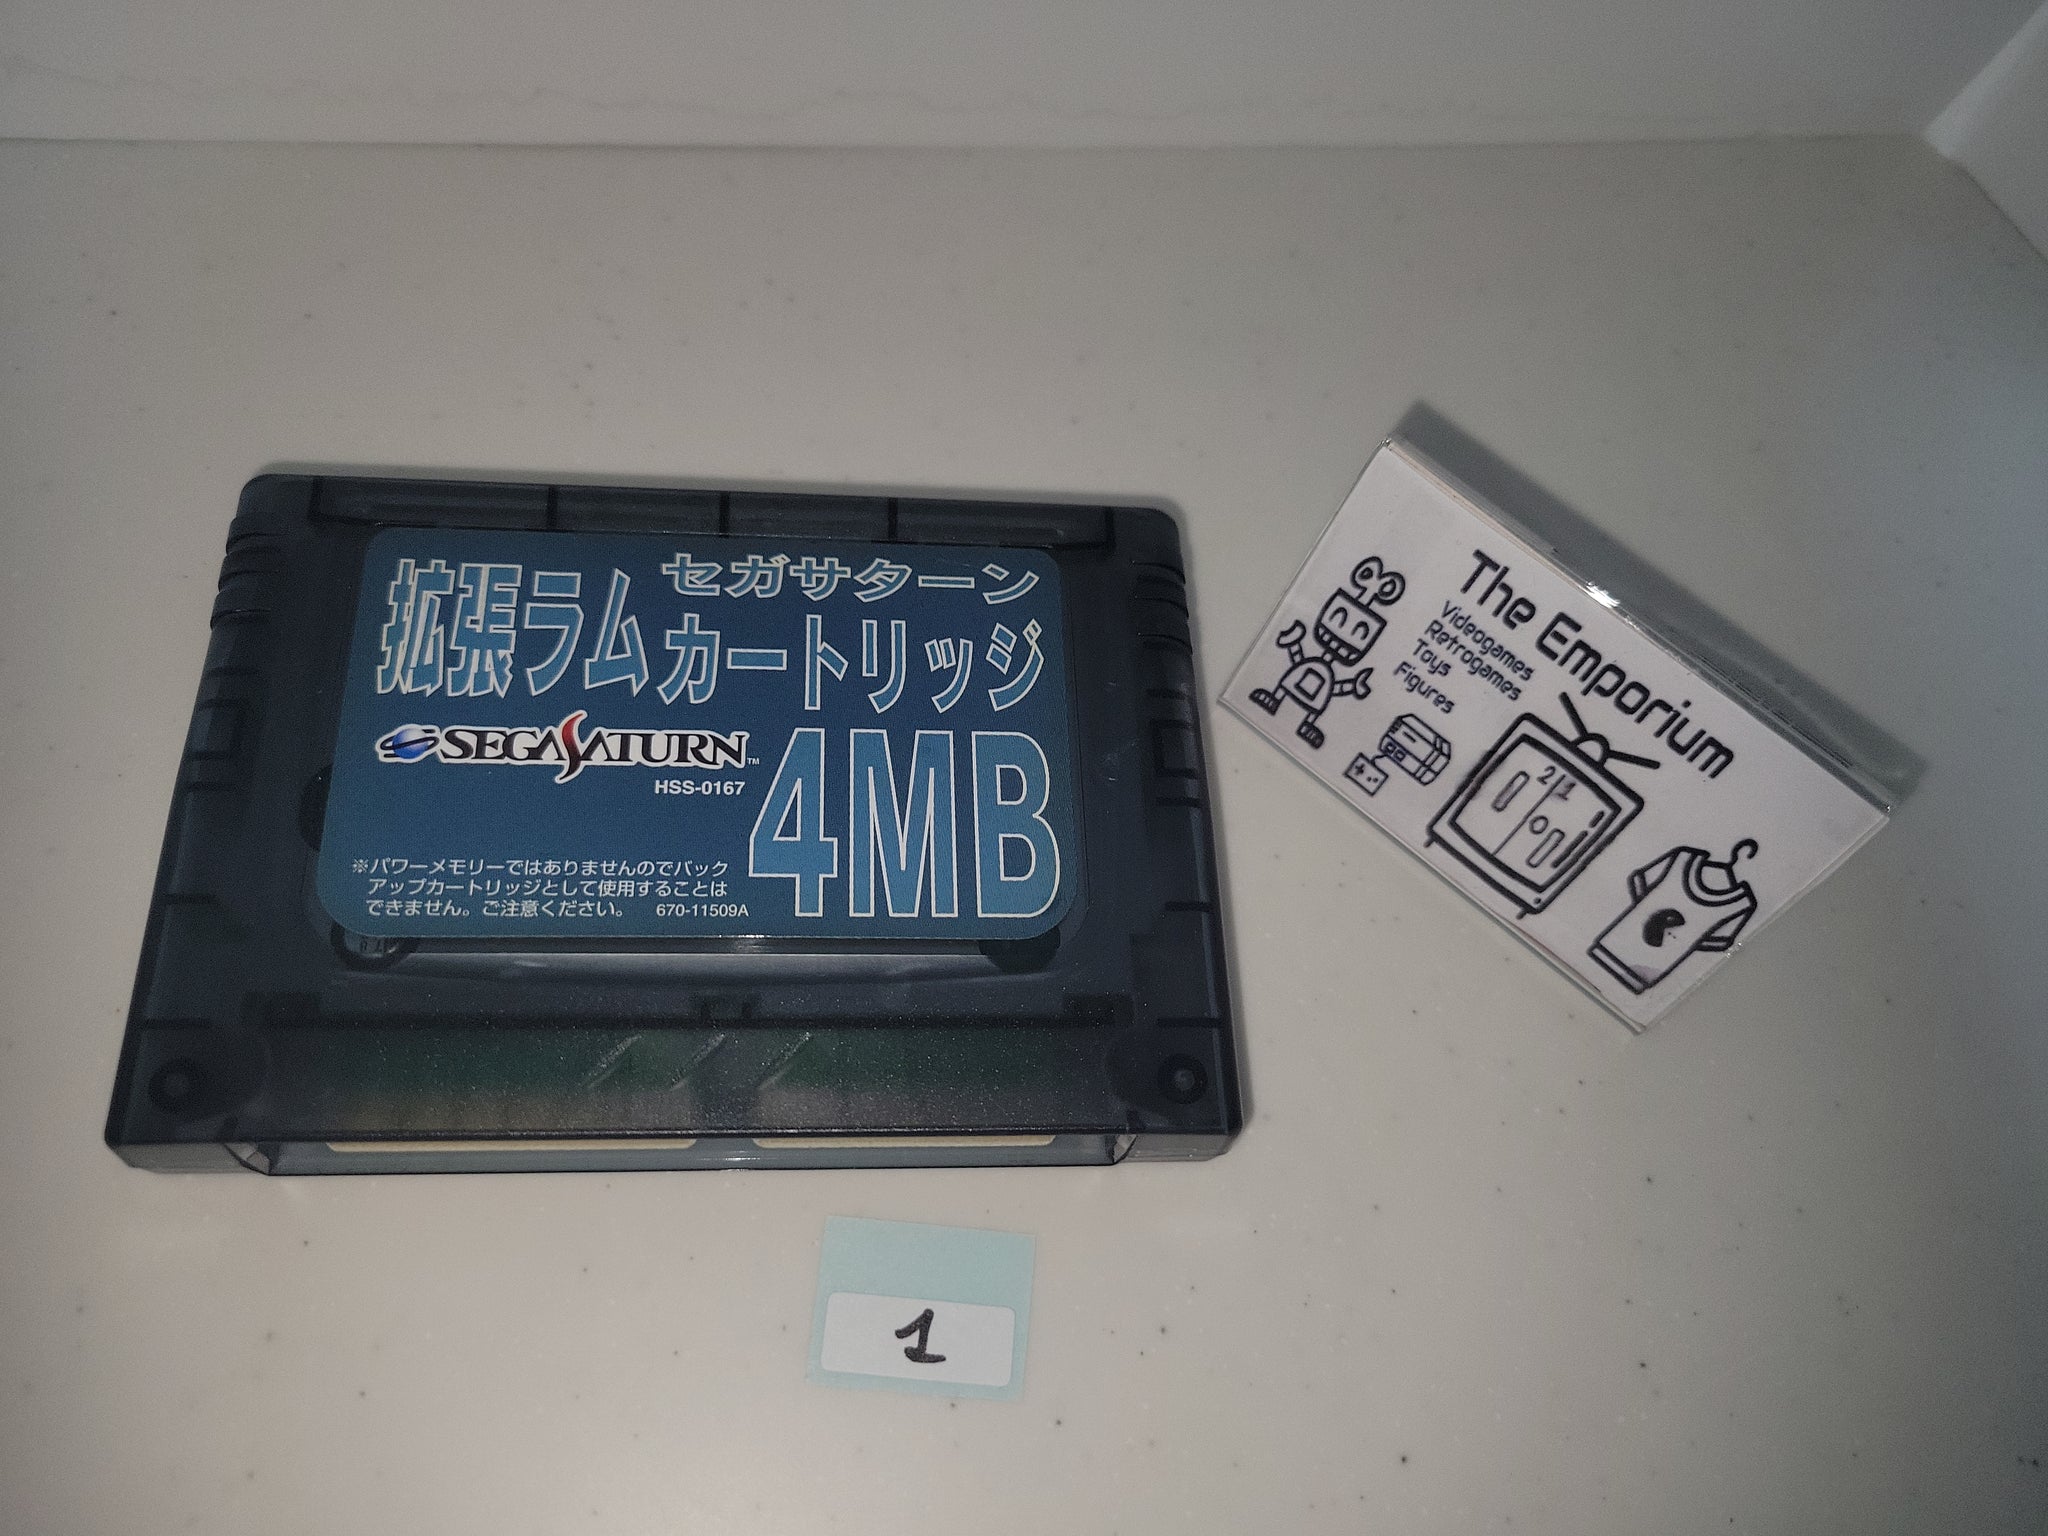 セガサターン
拡張ラムカートリッジ
SEGA SATURN™
HSS-0167
4MB
※パワーメモリーではありませんのでバック
アップカートリッジとして使用することは
できません。ご注意ください。 670-11509A
The Emporium
Videogames
Retrogames
Toys
Figures
2 1
1